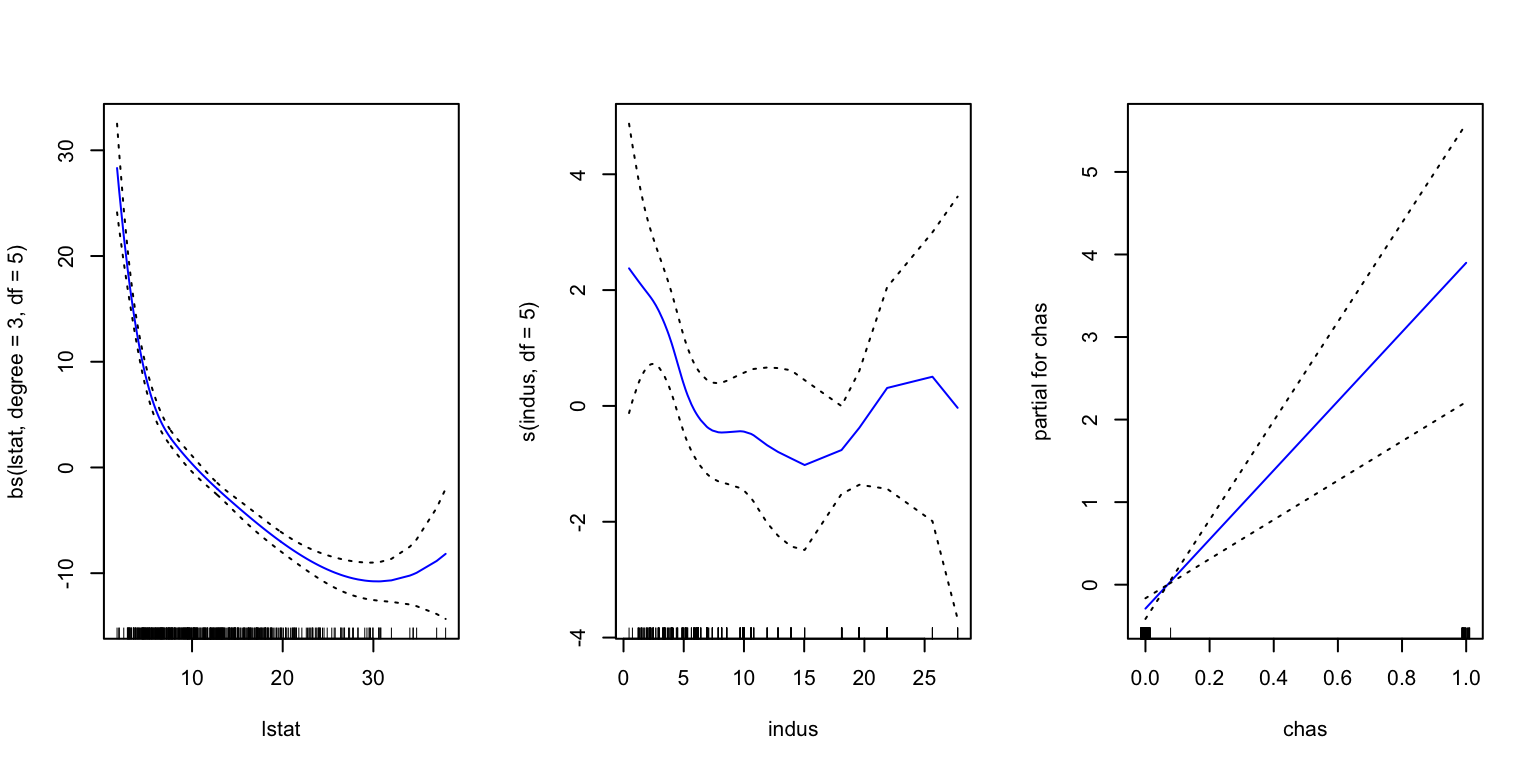 bs(lstat, degree = 3, df = 5)
30
20
10
0
-10
10 20 30
lstat
s(indus, df = 5)
4
2
0
-2
-4
0 5 10 15 20 25
indus
partial for chas
5
4
3
2
1
0
0.0 0.2 0.4 0.6 0.8 1.0
chas